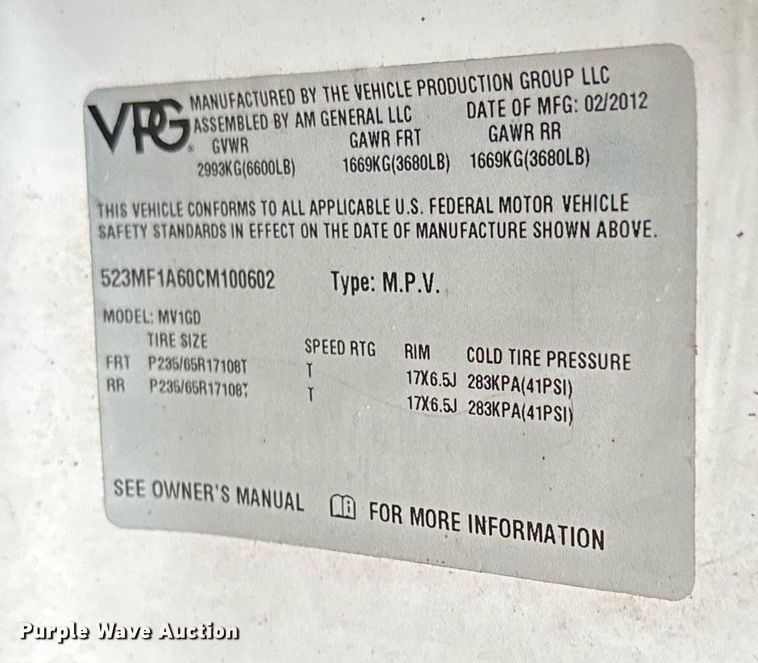 VPG
MANUFACTURED BY THE VEHICLE PRODUCTION GROUP LLC
ASSEMBLED BY AM GENERAL LLC DATE OF MFG: 02/2012
GVWR GAWR FRT GAWR RR
2993KG(6600LB) 1669KG(3680LB) 1669KG(3680LB)
THIS VEHICLE CONFORMS TO ALL APPLICABLE U.S. FEDERAL MOTOR VEHICLE
SAFETY STANDARDS IN EFFECT ON THE DATE OF MANUFACTURE SHOWN ABOVE.
523MF1A60CM100602 Type: M.P.V.
MODEL: MV1GD
TIRE SIZE SPEED RTG RIM COLD TIRE PRESSURE
FRT P235/65R17108T T 17X6.5J 283KPA(41PSI)
RR P235/65R17108T T 17X6.5J 283KPA(41PSI)
SEE OWNER'S MANUAL FOR MORE INFORMATION
Purple Wave Auction